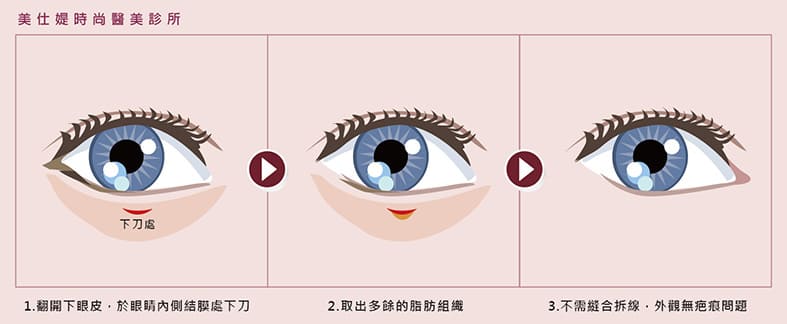 美仕媞時尚醫美診所
下刀處
1.翻開下眼皮，於眼睛內側結膜處下刀
2.取出多餘的脂肪組織
3.不需縫合拆線，外觀無疤痕問題